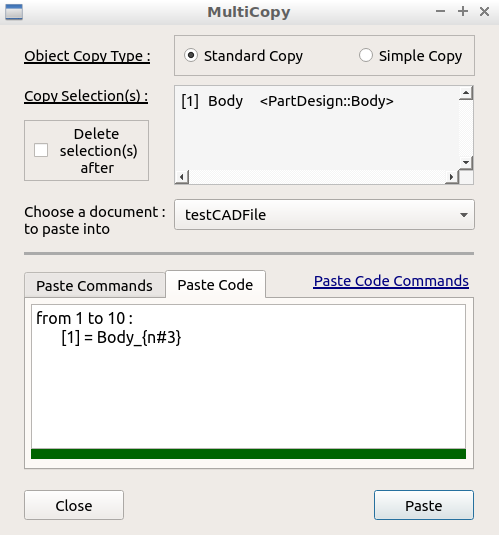 MultiCopy
Object Copy Type :
Standard Copy
Simple Copy
Copy Selection(s) :
[1] Body <PartDesign::Body>
Delete
selection(s)
after
Choose a document :
to paste into
testCADFile
Paste Commands
Paste Code
Paste Code Commands
from 1 to 10 :
[1] = Body_{n#3}
Close
Paste